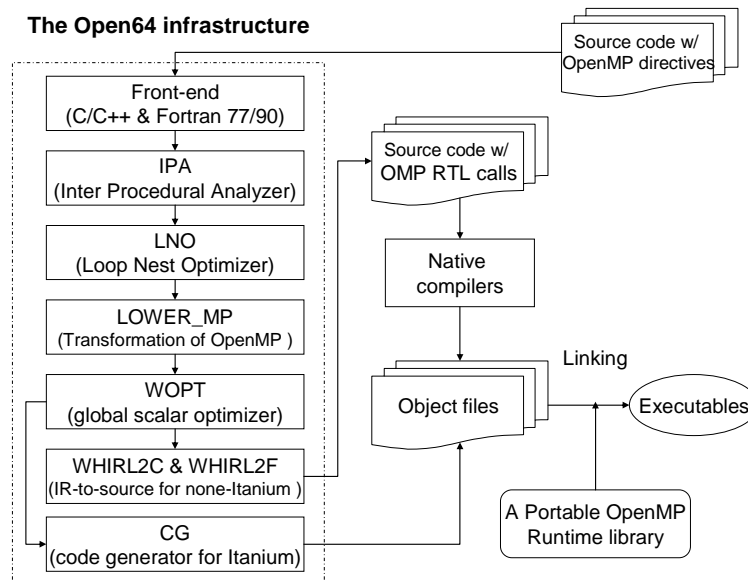 The Open64 infrastructure
Source code w/
OpenMP directives
Front-end
(C/C++ & Fortran 77/90)
IPA
(Inter Procedural Analyzer)
LNO
(Loop Nest Optimizer)
LOWER_MP
(Transformation of OpenMP )
WOPT
(global scalar optimizer)
WHIRL2C & WHIRL2F
(IR-to-source for none-Itanium )
CG
(code generator for Itanium)
Source code w/
OMP RTL calls
Native
compilers
Object files
Linking
Executables
A Portable OpenMP
Runtime library